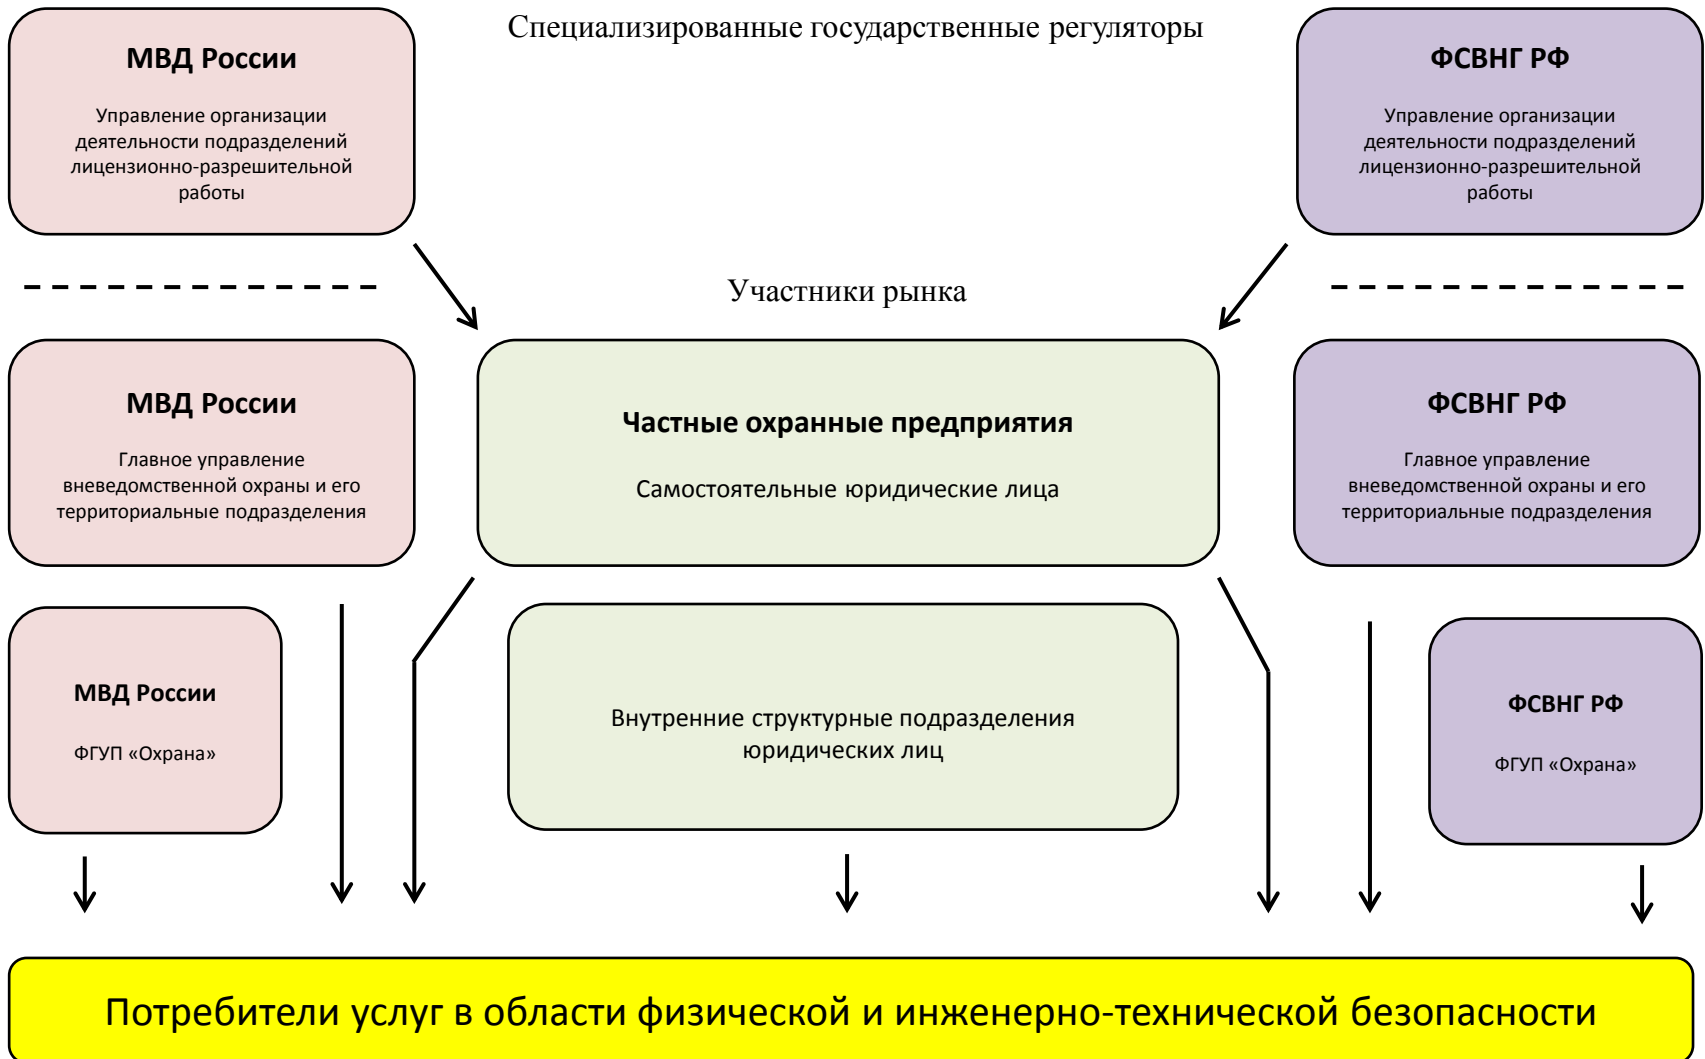 Специализированные государственные регуляторы
МВД России
Управление организации
деятельности подразделений
лицензионно-разрешительной
работы
ФСВНГ РФ
Управление организации
деятельности подразделений
лицензионно-разрешительной
работы
Участники рынка
МВД России
Главное управление
вневедомственной охраны и его
территориальные подразделения
Частные охранные предприятия
Самостоятельные юридические лица
ФСВНГ РФ
Главное управление
вневедомственной охраны и его
территориальные подразделения
МВД России
ФГУП «Охрана»
Внутренние структурные подразделения
юридических лиц
ФСВНГ РФ
ФГУП «Охрана»
Потребители услуг в области физической и инженерно-технической безопасности